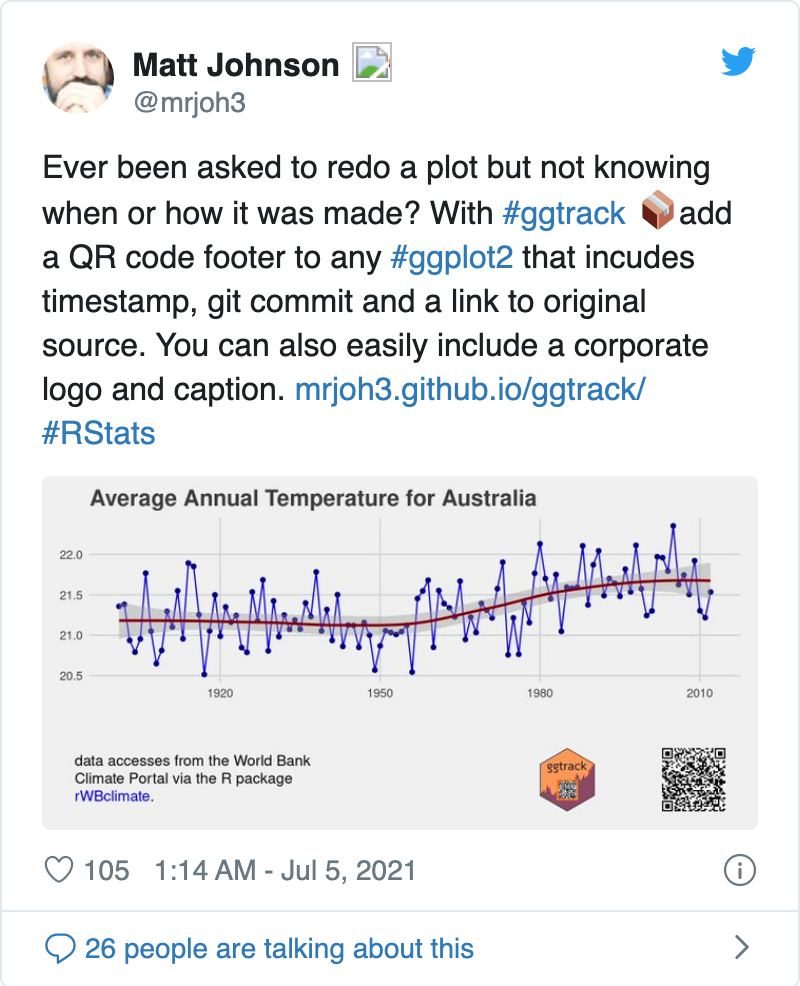 Matt Johnson
@mrjoh3
Ever been asked to redo a plot but not knowing
when or how it was made? With #ggtrack 📦 add
a QR code footer to any #ggplot2 that incudes
timestamp, git commit and a link to original
source. You can also easily include a corporate
logo and caption. mrjoh3.github.io/ggtrack/
#RStats
Average Annual Temperature for Australia
22.0
21.5
21.0
20.5
1920 1950 1980 2010
data accesses from the World Bank
Climate Portal via the R package
rWBclimate.
ggtrack
105 1:14 AM - Jul 5, 2021
26 people are talking about this